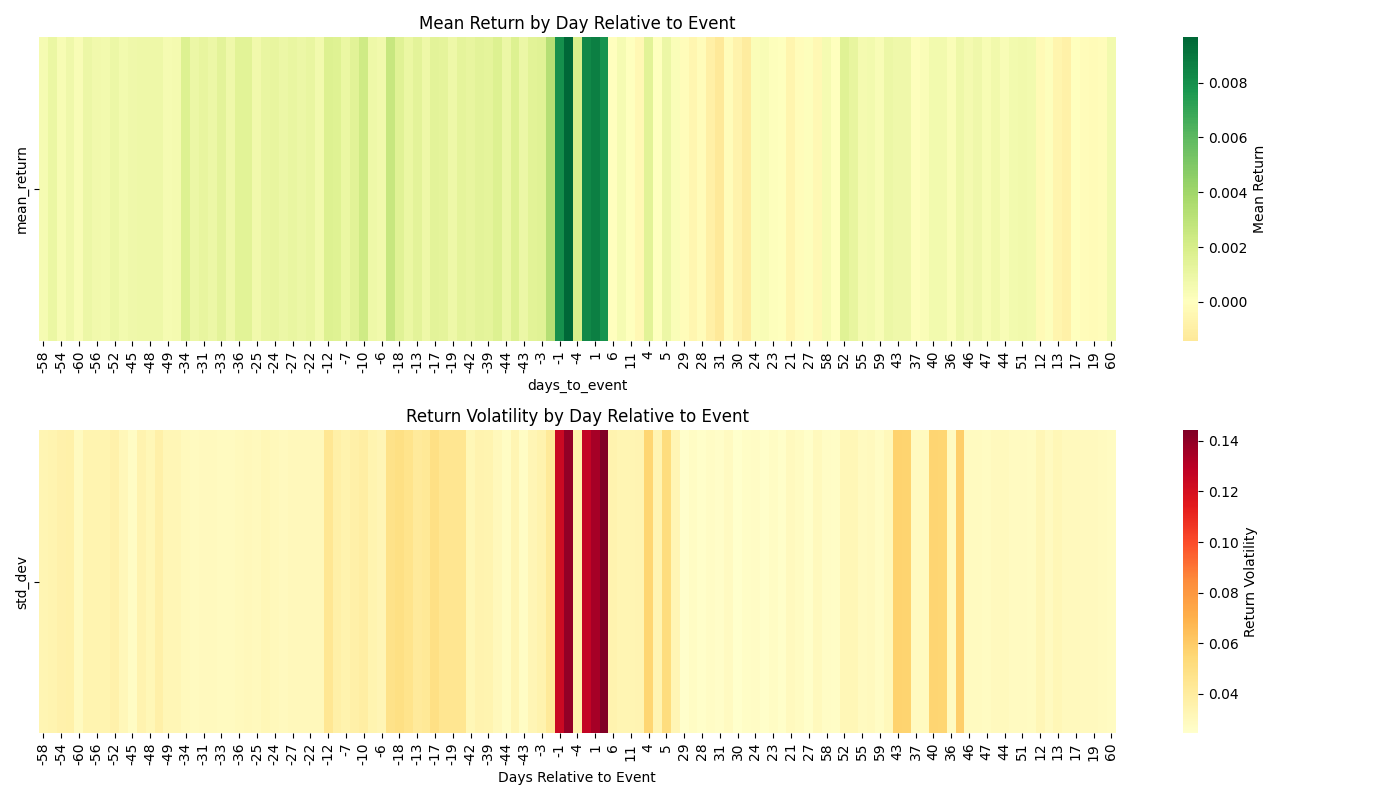 Mean Return by Day Relative to Event
mean_return
-58 -54 -60 -56 -52 -45 -48 -49 -34 -31 -33 -36 -25 -24 -27 -22 -12 -7 -10 -6 -18 -13 -17 -19 -42 -39 -44 -43 -3 -1 -4 1 6 11 4 5 29 28 31 30 24 23 21 27 58 52 55 59 43 37 40 36 46 47 44 51 12 13 17 19 60
days_to_event
0.008
0.006
0.004
0.002
0.000
Mean Return
Return Volatility by Day Relative to Event
std_dev
-58 -54 -60 -56 -52 -45 -48 -49 -34 -31 -33 -36 -25 -24 -27 -22 -12 -7 -10 -6 -18 -13 -17 -19 -42 -39 -44 -43 -3 -1 -4 1 6 11 4 5 29 28 31 30 24 23 21 27 58 52 55 59 43 37 40 36 46 47 44 51 12 13 17 19 60
Days Relative to Event
0.14
0.12
0.10
0.08
0.06
0.04
Return Volatility